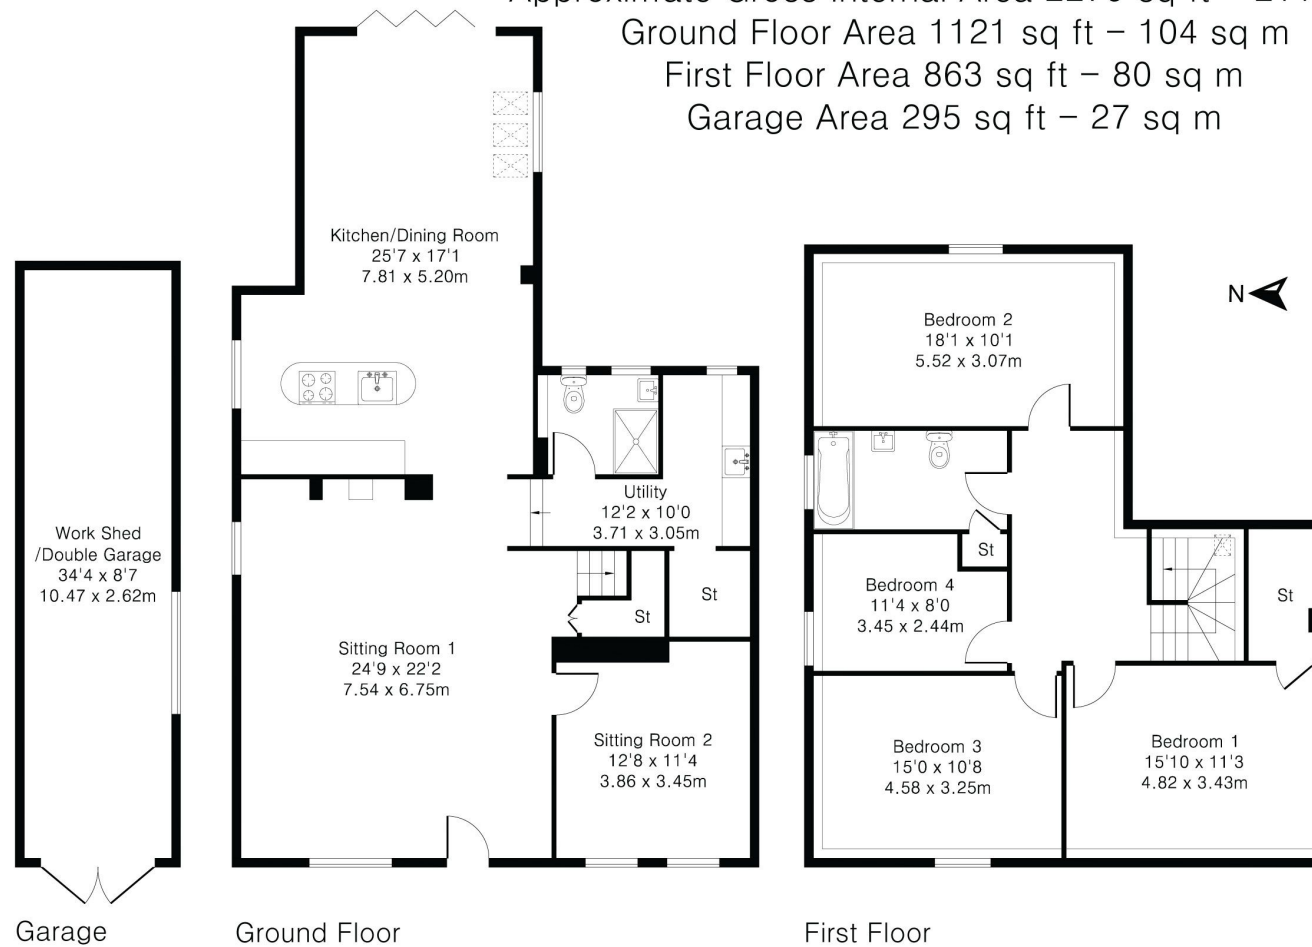 Ground Floor Area 1121 sq ft – 104 sq m
First Floor Area 863 sq ft – 80 sq m
Garage Area 295 sq ft – 27 sq m
Kitchen/Dining Room
25'7 x 17'1
7.81 x 5.20m
N
Bedroom 2
18'1 x 10'1
5.52 x 3.07m
Utility
12'2 x 10'0
3.71 x 3.05m
Work Shed
/Double Garage
34'4 x 8'7
10.47 x 2.62m
St
St
Sitting Room 1
24'9 x 22'2
7.54 x 6.75m
Sitting Room 2
12'8 x 11'4
3.86 x 3.45m
St
Bedroom 4
11'4 x 8'0
3.45 x 2.44m
St
Bedroom 3
15'0 x 10'8
4.58 x 3.25m
Bedroom 1
15'10 x 11'3
4.82 x 3.43m
Garage
Ground Floor
First Floor